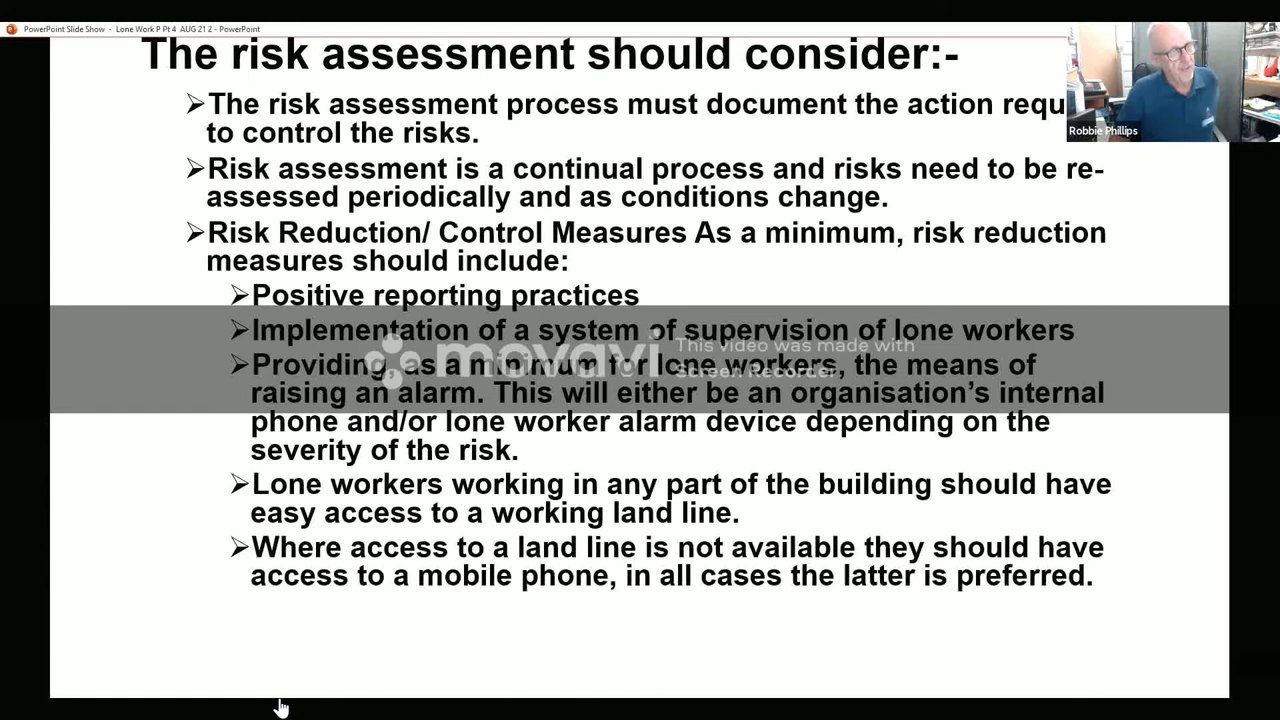 PowerPoint Slide Show - Lone Work P Pt 4 AUG 21 2 - PowerPoint
The risk assessment should consider:-
➢The risk assessment process must document the action requ
to control the risks.
➢Risk assessment is a continual process and risks need to be re-
assessed periodically and as conditions change.
➢Risk Reduction/ Control Measures As a minimum, risk reduction
measures should include:
➢Positive reporting practices
➢Implementation of a system of supervision of lone workers
➢Providing, as a minimum for lone workers, the means of
raising an alarm. This will either be an organisation's internal
phone and/or lone worker alarm device depending on the
severity of the risk.
➢Lone workers working in any part of the building should have
easy access to a working land line.
➢Where access to a land line is not available they should have
access to a mobile phone, in all cases the latter is preferred.
Robbie Phillips
movavi
This video was made with
Screen Recorder.